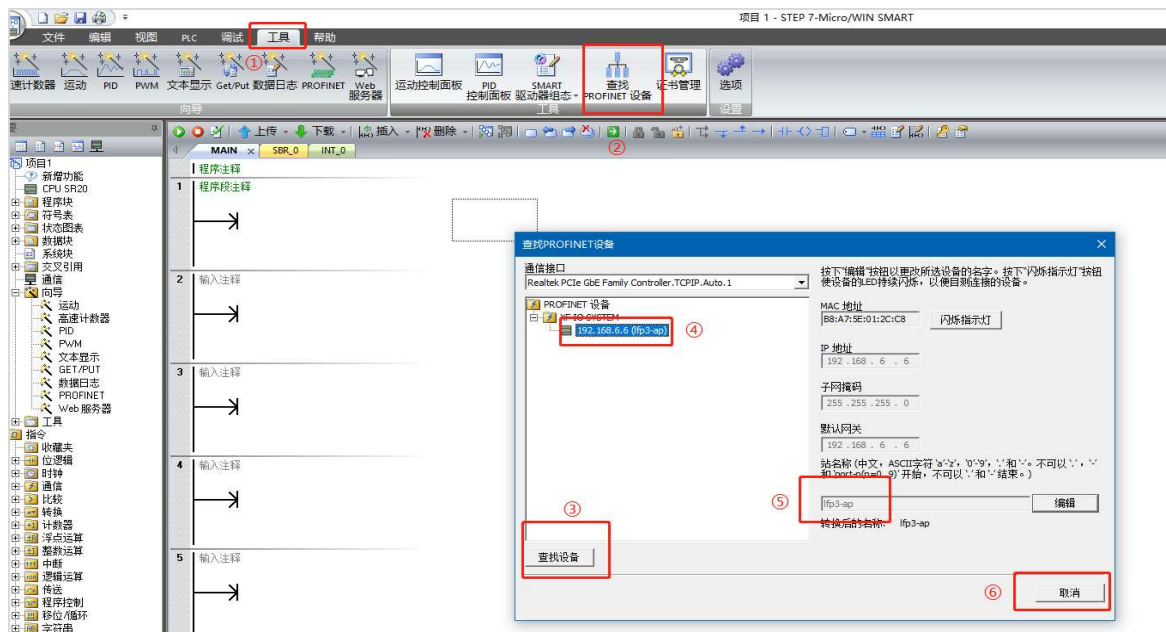 项目 1 - STEP 7-Micro/WIN SMART
文件 编辑 视图 PLC 调试 工具 帮助
①
速计数器 运动 PID PWM 文本显示 Get/Put 数据日志 PROFINET Web 服务器 运动控制面板 PID 控制面板 SMART 驱动器组态 查找 PROFINET 设备 证书管理 选项
向导 工具 设置
上传 下载 插入 删除
②
MAIN SBR_0 INT_0
项目1
新增功能
CPU SR20
程序块
符号表
状态图表
数据块
系统块
交叉引用
通信
向导
运动
高速计数器
PID
PWM
文本显示
GET/PUT
数据日志
PROFINET
Web 服务器
工具
指令
收藏夹
位逻辑
时钟
通信
比较
转换
计数器
浮点运算
整数运算
中断
逻辑运算
传送
程序控制
移位/循环
字符串
程序注释
1 程序段注释
2 输入注释
3 输入注释
4 输入注释
5 输入注释
查找PROFINET设备
通信接口
Realtek PCIe GbE Family Controller.TCPIP.Auto.1
PROFINET 设备
XF IO SYSTEM
192.168.6.6 (lfp3-ap)
④
③
查找设备
按下"编辑"按钮以更改所选设备的名字。按下"闪烁指示灯"按钮
使设备的LED持续闪烁，以便目测连接的设备。
MAC 地址
B8:A7:5E:01:2C:C8 闪烁指示灯
IP 地址
192 . 168 . 6 . 6
子网掩码
255 . 255 . 255 . 0
默认网关
192 . 168 . 6 . 6
站名称 (中文，ASCII字符 'a'-'z'，'0'-'9'，'.'和 '-'。不可以 '.'，'-'
和 'port-n(n=0...9)' 开始，不可以 '.' 和 '-' 结束。)
⑤
lfp3-ap 编辑
转换后的名称: lfp3-ap
⑥
取消